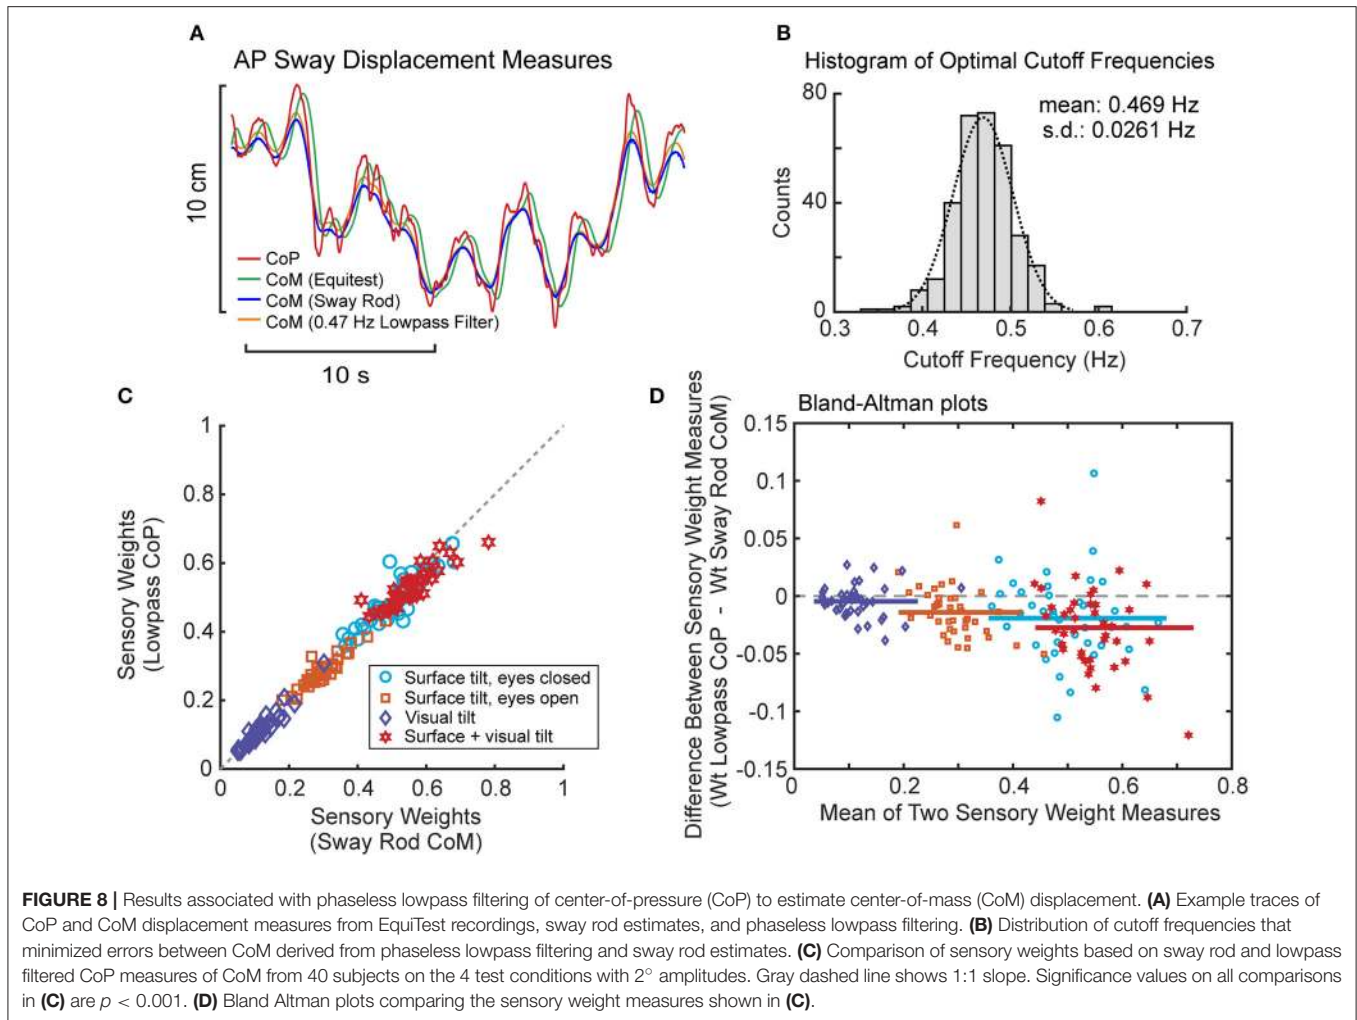 A
AP Sway Displacement Measures
10 cm
CoP
CoM (Equitest)
CoM (Sway Rod)
CoM (0.47 Hz Lowpass Filter)
10 s
B
Histogram of Optimal Cutoff Frequencies
mean: 0.469 Hz
s.d.: 0.0261 Hz
Counts
80
40
0
0.3 0.4 0.5 0.6 0.7
Cutoff Frequency (Hz)
C
Sensory Weights
(Lowpass CoP)
1
0.8
0.6
0.4
0.2
0
0 0.2 0.4 0.6 0.8 1
Surface tilt, eyes closed
Surface tilt, eyes open
Visual tilt
Surface + visual tilt
Sensory Weights
(Sway Rod CoM)
D
Bland-Altman plots
Difference Between Sensory Weight Measures
(Wt Lowpass CoP - Wt Sway Rod CoM)
0.15
0.1
0.05
0
-0.05
-0.1
-0.15
0 0.2 0.4 0.6 0.8
Mean of Two Sensory Weight Measures
FIGURE 8 | Results associated with phaseless lowpass filtering of center-of-pressure (CoP) to estimate center-of-mass (CoM) displacement. (A) Example traces of
CoP and CoM displacement measures from EquiTest recordings, sway rod estimates, and phaseless lowpass filtering. (B) Distribution of cutoff frequencies that
minimized errors between CoM derived from phaseless lowpass filtering and sway rod estimates. (C) Comparison of sensory weights based on sway rod and lowpass
filtered CoP measures of CoM from 40 subjects on the 4 test conditions with 2° amplitudes. Gray dashed line shows 1:1 slope. Significance values on all comparisons
in (C) are p < 0.001. (D) Bland Altman plots comparing the sensory weight measures shown in (C).